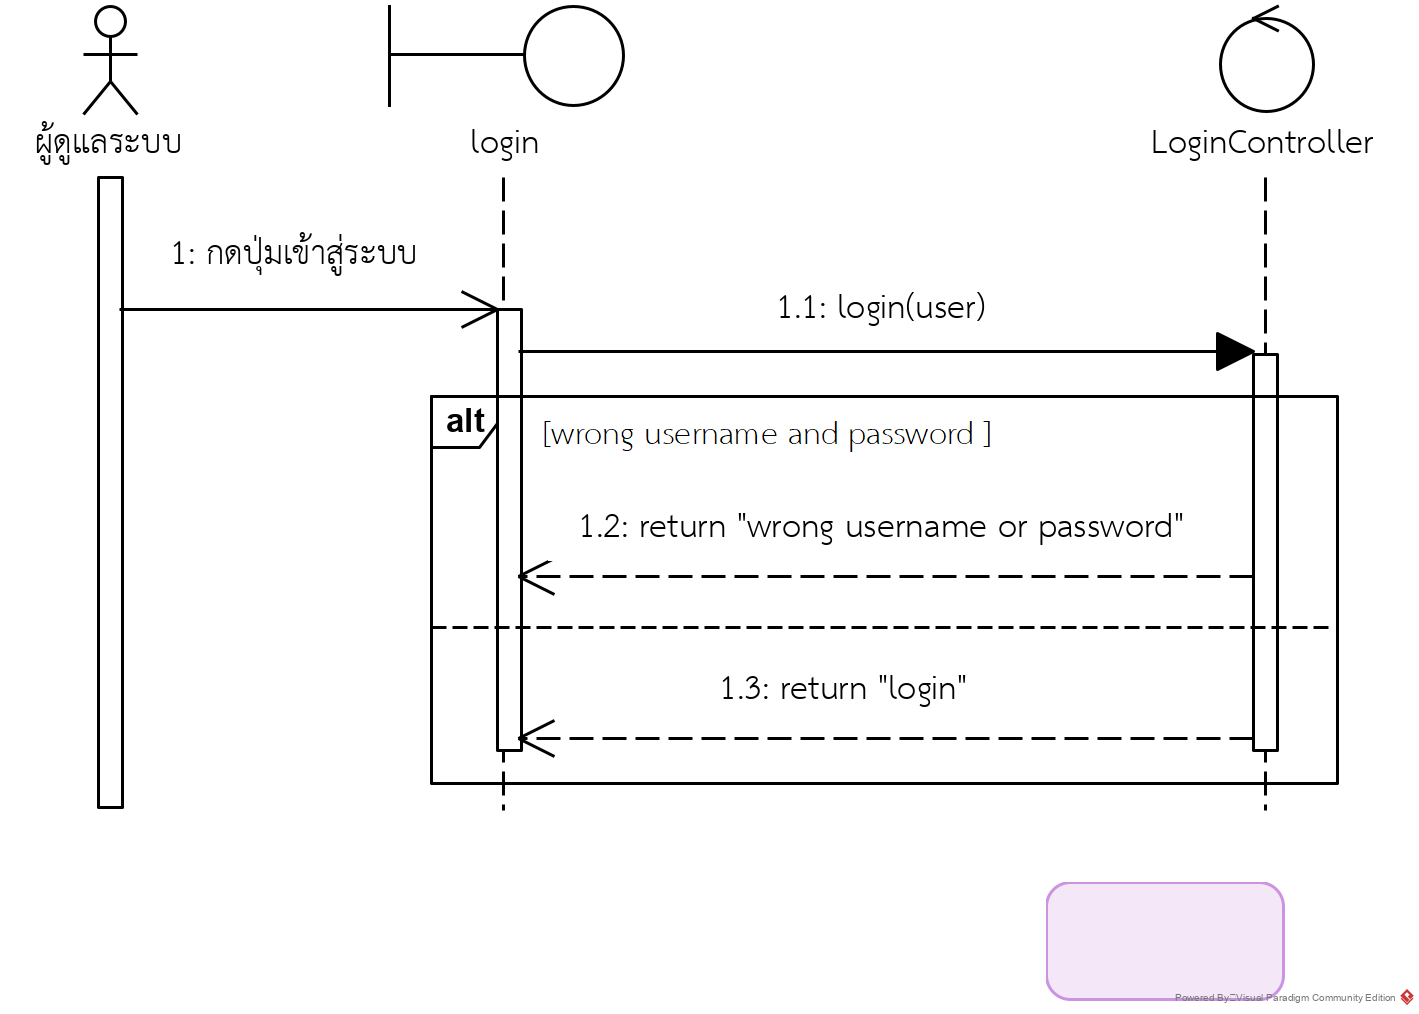 ผู้ดูแลระบบ
login
LoginController
1: กดปุ่มเข้าสู่ระบบ
1.1: login(user)
alt
[wrong username and password ]
1.2: return "wrong username or password"
1.3: return "login"
Powered By Visual Paradigm Community Edition